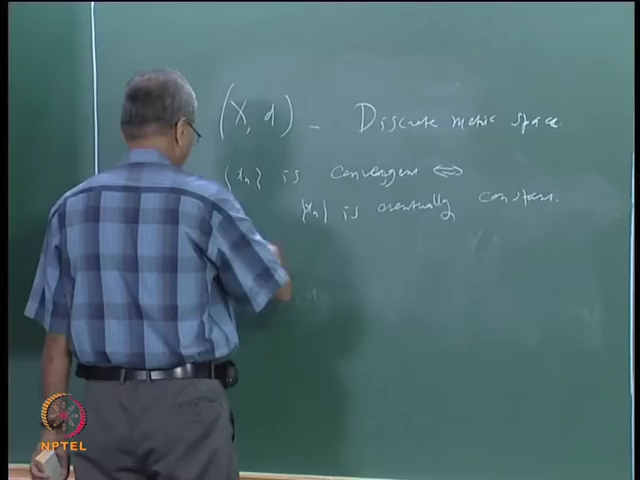 (X, d) - Discrete metric space.
{xₙ} is convergent ⇔
{xₙ} is eventually constant.
NPTEL